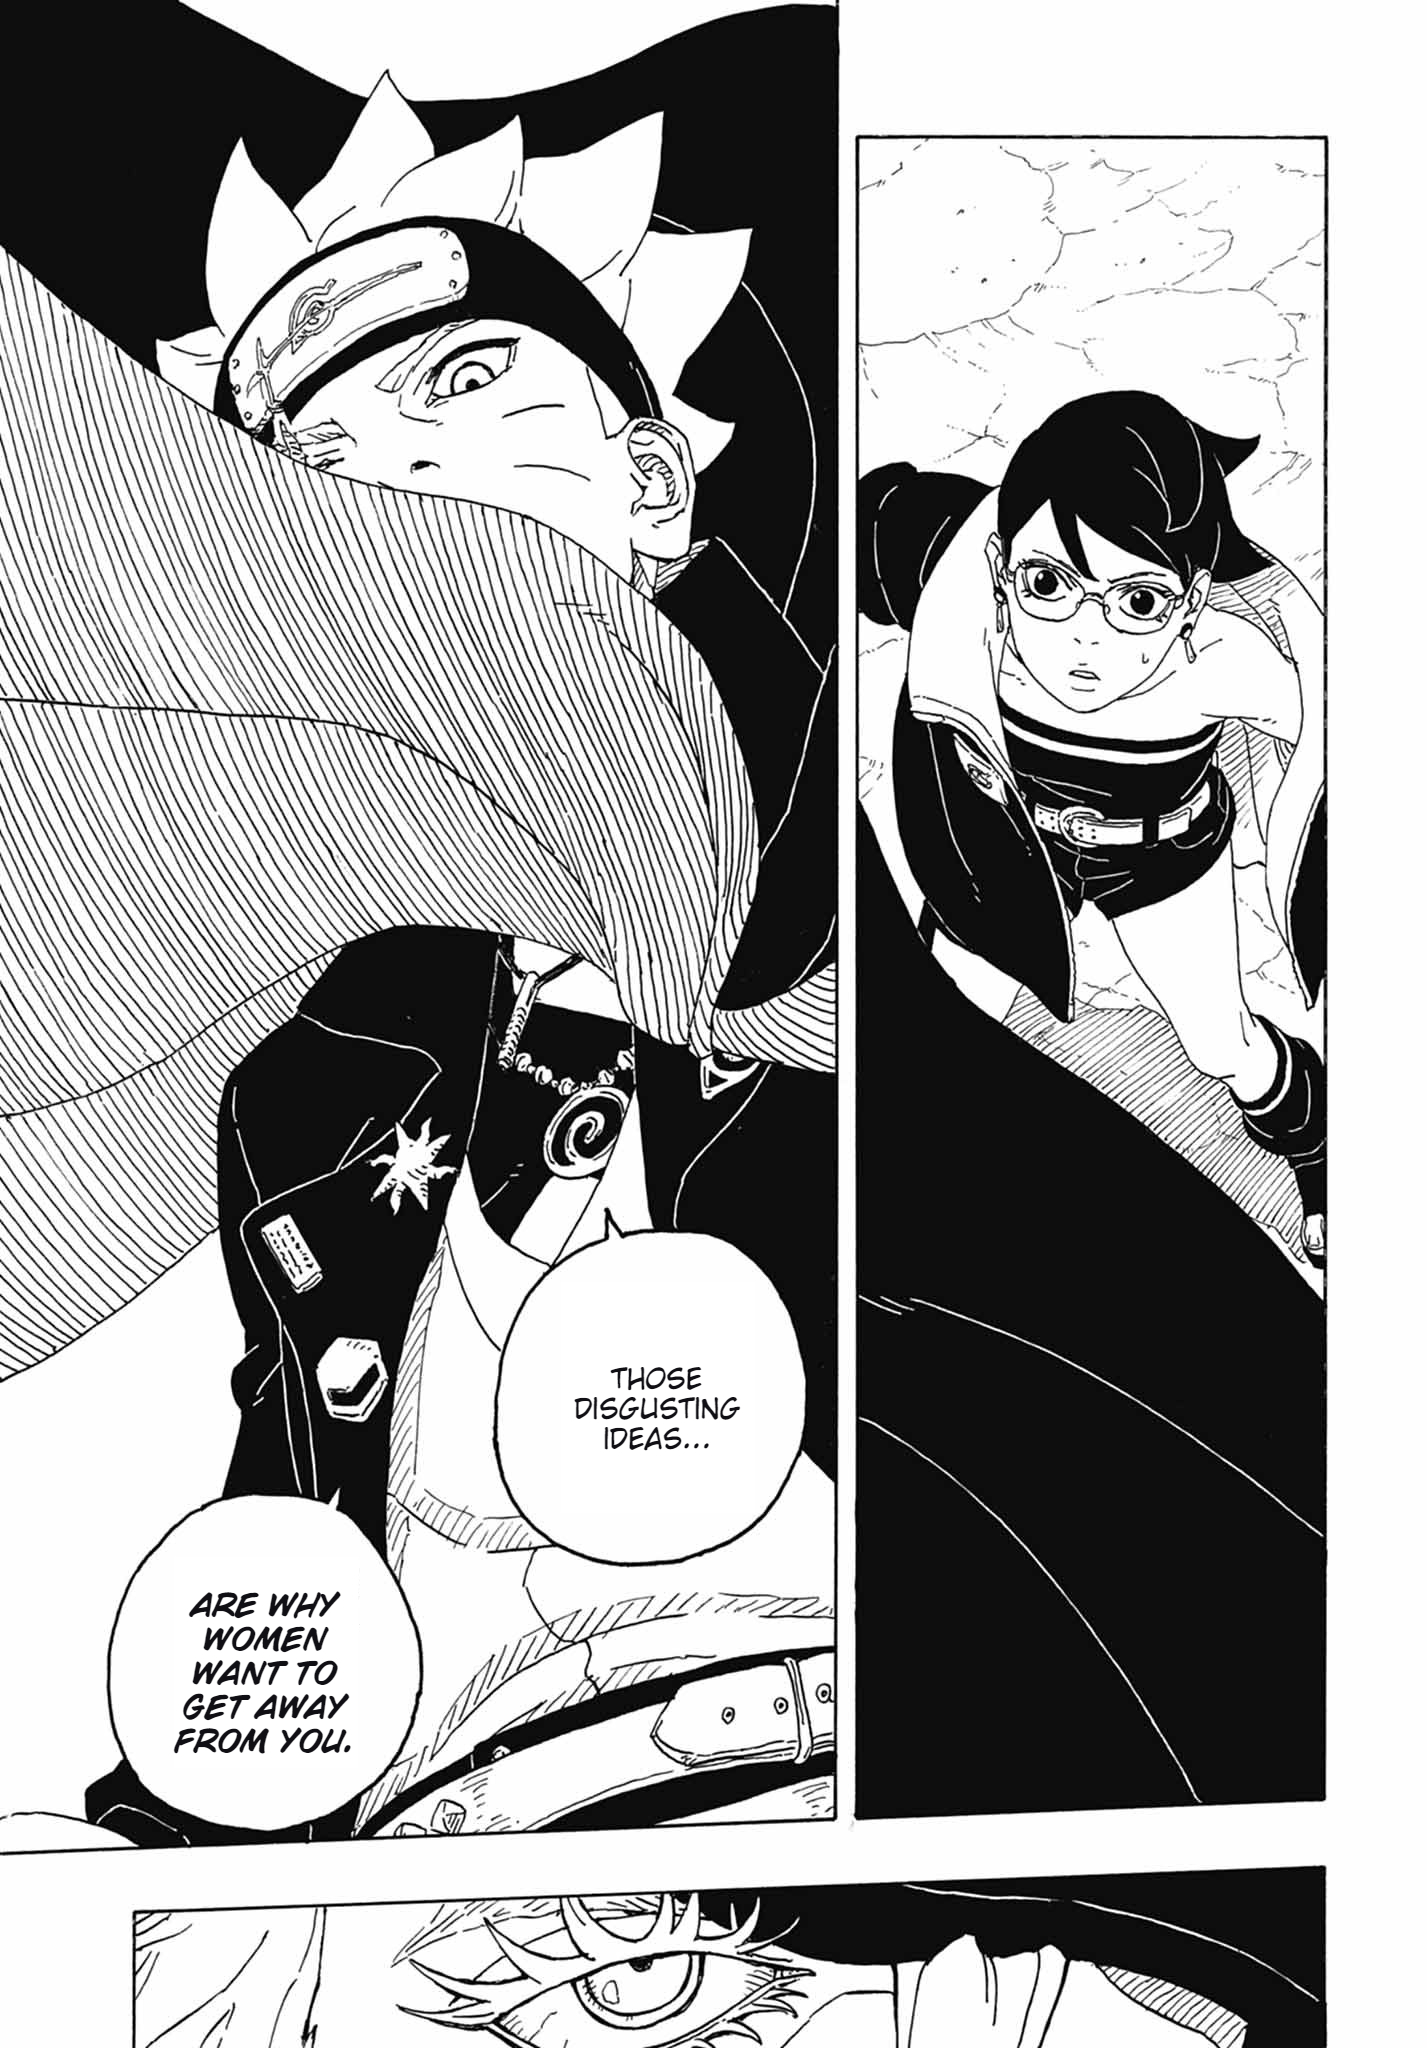 THOSE
DISGUSTING
IDEAS...
ARE WHY
WOMEN
WANT TO
GET AWAY
FROM YOU.